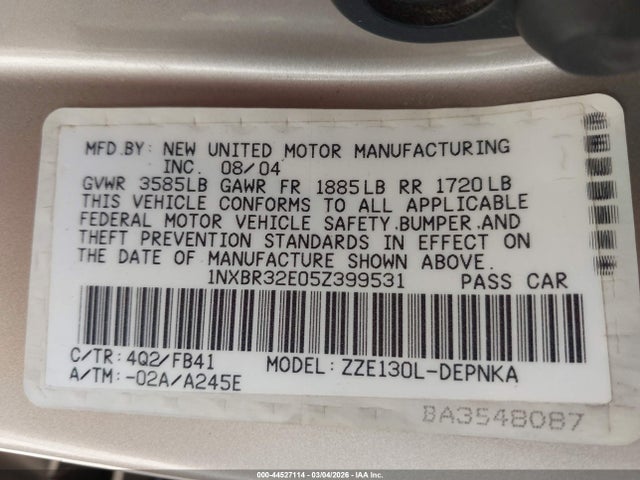 MFD.BY: NEW UNITED MOTOR MANUFACTURING
INC. 08/04
GVWR 3585LB GAWR FR 1885LB RR 1720LB
THIS VEHICLE CONFORMS TO ALL APPLICABLE
FEDERAL MOTOR VEHICLE SAFETY,BUMPER,AND
THEFT PREVENTION STANDARDS IN EFFECT ON
THE DATE OF MANUFACTURE SHOWN ABOVE.
1NXBR32E05Z399531 PASS CAR
C/TR: 4Q2/FB41 MODEL: ZZE130L-DEPNKA
A/TM: -02A/A245E
BA3548087
000-44527114 - 03/04/2026 - IAA Inc.